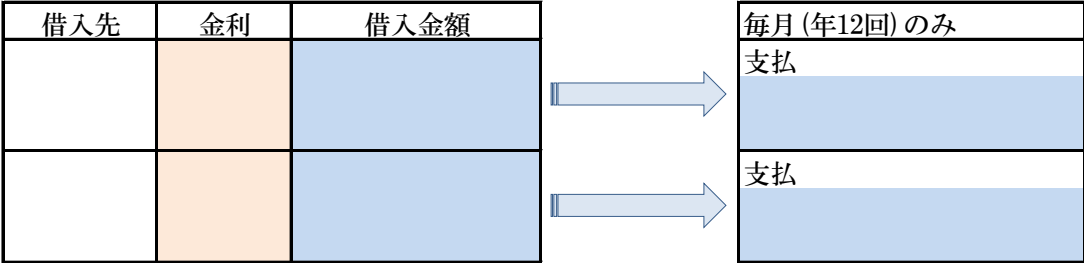 借入先 金利 借入金額
毎月(年12回)のみ
支払
支払